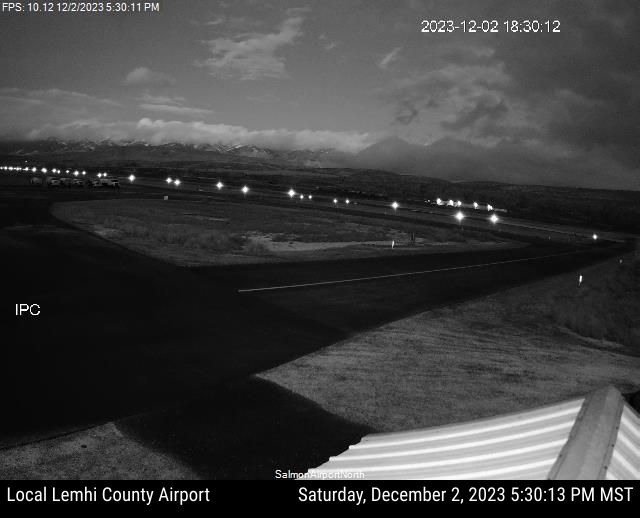 FPS: 10.12 12/2/2023 5:30:11 PM
2023-12-02 18:30:12
IPC
SalmonAirportNorth
Local Lemhi County Airport
Saturday, December 2, 2023 5:30:13 PM MST